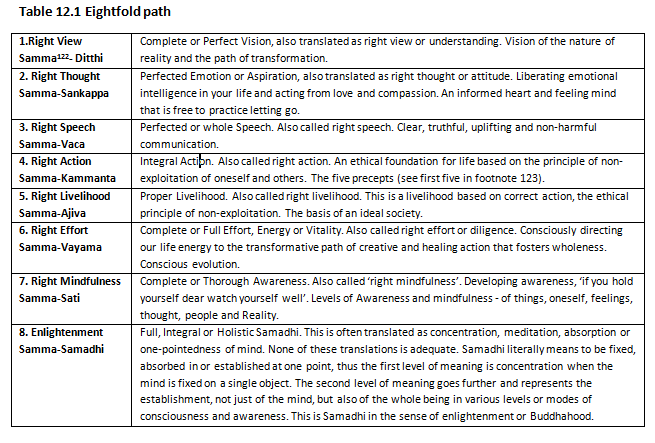 Table 12.1 Eightfold path
1.Right View
Samma122- Ditthi
Complete or Perfect Vision, also translated as right view or understanding. Vision of the nature of
reality and the path of transformation.
2. Right Thought
Samma-Sankappa
Perfected Emotion or Aspiration, also translated as right thought or attitude. Liberating emotional
intelligence in your life and acting from love and compassion. An informed heart and feeling mind
that is free to practice letting go.
3. Right Speech
Samma-Vaca
Perfected or whole Speech. Also called right speech. Clear, truthful, uplifting and non-harmful
communication.
4. Right Action
Samma-Kammanta
Integral Action. Also called right action. An ethical foundation for life based on the principle of non-
exploitation of oneself and others. The five precepts (see first five in footnote 123).
5. Right Livelihood
Samma-Ajiva
Proper Livelihood. Also called right livelihood. This is a livelihood based on correct action, the ethical
principle of non-exploitation. The basis of an ideal society.
6. Right Effort
Samma-Vayama
Complete or Full Effort, Energy or Vitality. Also called right effort or diligence. Consciously directing
our life energy to the transformative path of creative and healing action that fosters wholeness.
Conscious evolution.
7. Right Mindfulness
Samma-Sati
Complete or Thorough Awareness. Also called ‘right mindfulness’. Developing awareness, ‘if you hold
yourself dear watch yourself well’. Levels of Awareness and mindfulness - of things, oneself, feelings,
thought, people and Reality.
8. Enlightenment
Samma-Samadhi
Full, Integral or Holistic Samadhi. This is often translated as concentration, meditation, absorption or
one-pointedness of mind. None of these translations is adequate. Samadhi literally means to be fixed,
absorbed in or established at one point, thus the first level of meaning is concentration when the
mind is fixed on a single object. The second level of meaning goes further and represents the
establishment, not just of the mind, but also of the whole being in various levels or modes of
consciousness and awareness. This is Samadhi in the sense of enlightenment or Buddhahood.